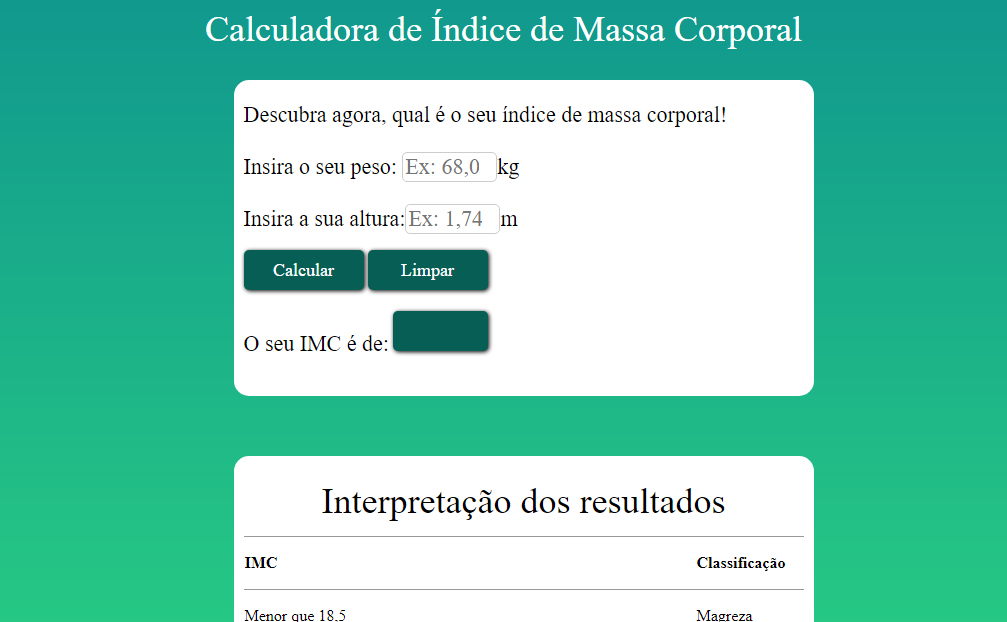 Calculadora de Índice de Massa Corporal
Descubra agora, qual é o seu índice de massa corporal!
Insira o seu peso: Ex: 68,0 kg
Insira a sua altura: Ex: 1,74 m
Calcular Limpar
O seu IMC é de:
Interpretação dos resultados
IMC Classificação
Menor que 18,5 Magreza